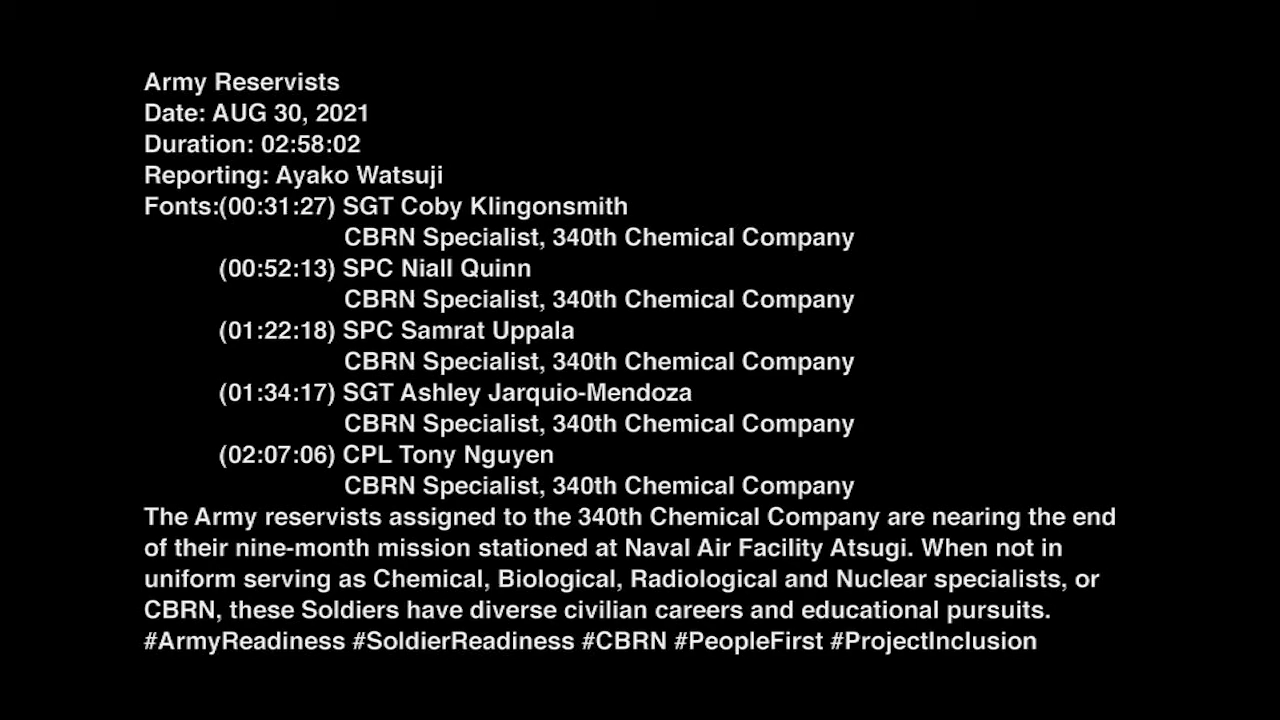 Army Reservists
Date: AUG 30, 2021
Duration: 02:58:02
Reporting: Ayako Watsuji
Fonts:(00:31:27) SGT Coby Klingonsmith
CBRN Specialist, 340th Chemical Company
(00:52:13) SPC Niall Quinn
CBRN Specialist, 340th Chemical Company
(01:22:18) SPC Samrat Uppala
CBRN Specialist, 340th Chemical Company
(01:34:17) SGT Ashley Jarquio-Mendoza
CBRN Specialist, 340th Chemical Company
(02:07:06) CPL Tony Nguyen
CBRN Specialist, 340th Chemical Company
The Army reservists assigned to the 340th Chemical Company are nearing the end
of their nine-month mission stationed at Naval Air Facility Atsugi. When not in
uniform serving as Chemical, Biological, Radiological and Nuclear specialists, or
CBRN, these Soldiers have diverse civilian careers and educational pursuits.
#ArmyReadiness #SoldierReadiness #CBRN #PeopleFirst #ProjectInclusion